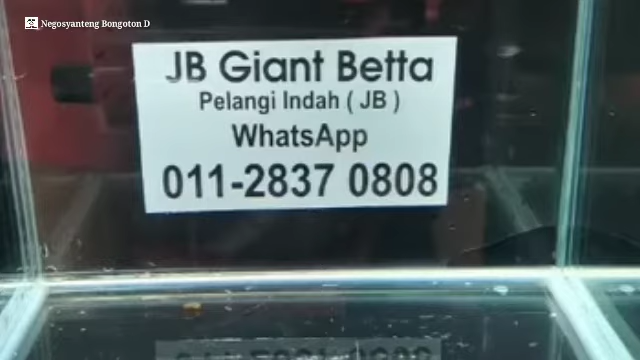 Negosyanteng Bongoton D
JB Giant Betta
Pelangi Indah ( JB )
WhatsApp
011-2837 0808